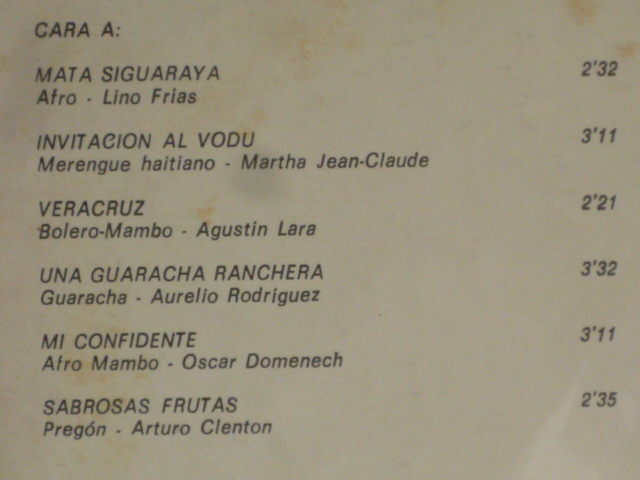 CARA A:
MATA SIGUARAYA 2'32
Afro - Lino Frias
INVITACION AL VODU 3'11
Merengue haitiano - Martha Jean-Claude
VERACRUZ 2'21
Bolero-Mambo - Agustin Lara
UNA GUARACHA RANCHERA 3'32
Guaracha - Aurelio Rodríguez
MI CONFIDENTE 3'11
Afro Mambo - Oscar Domenech
SABROSAS FRUTAS 2'35
Pregón - Arturo Clenton